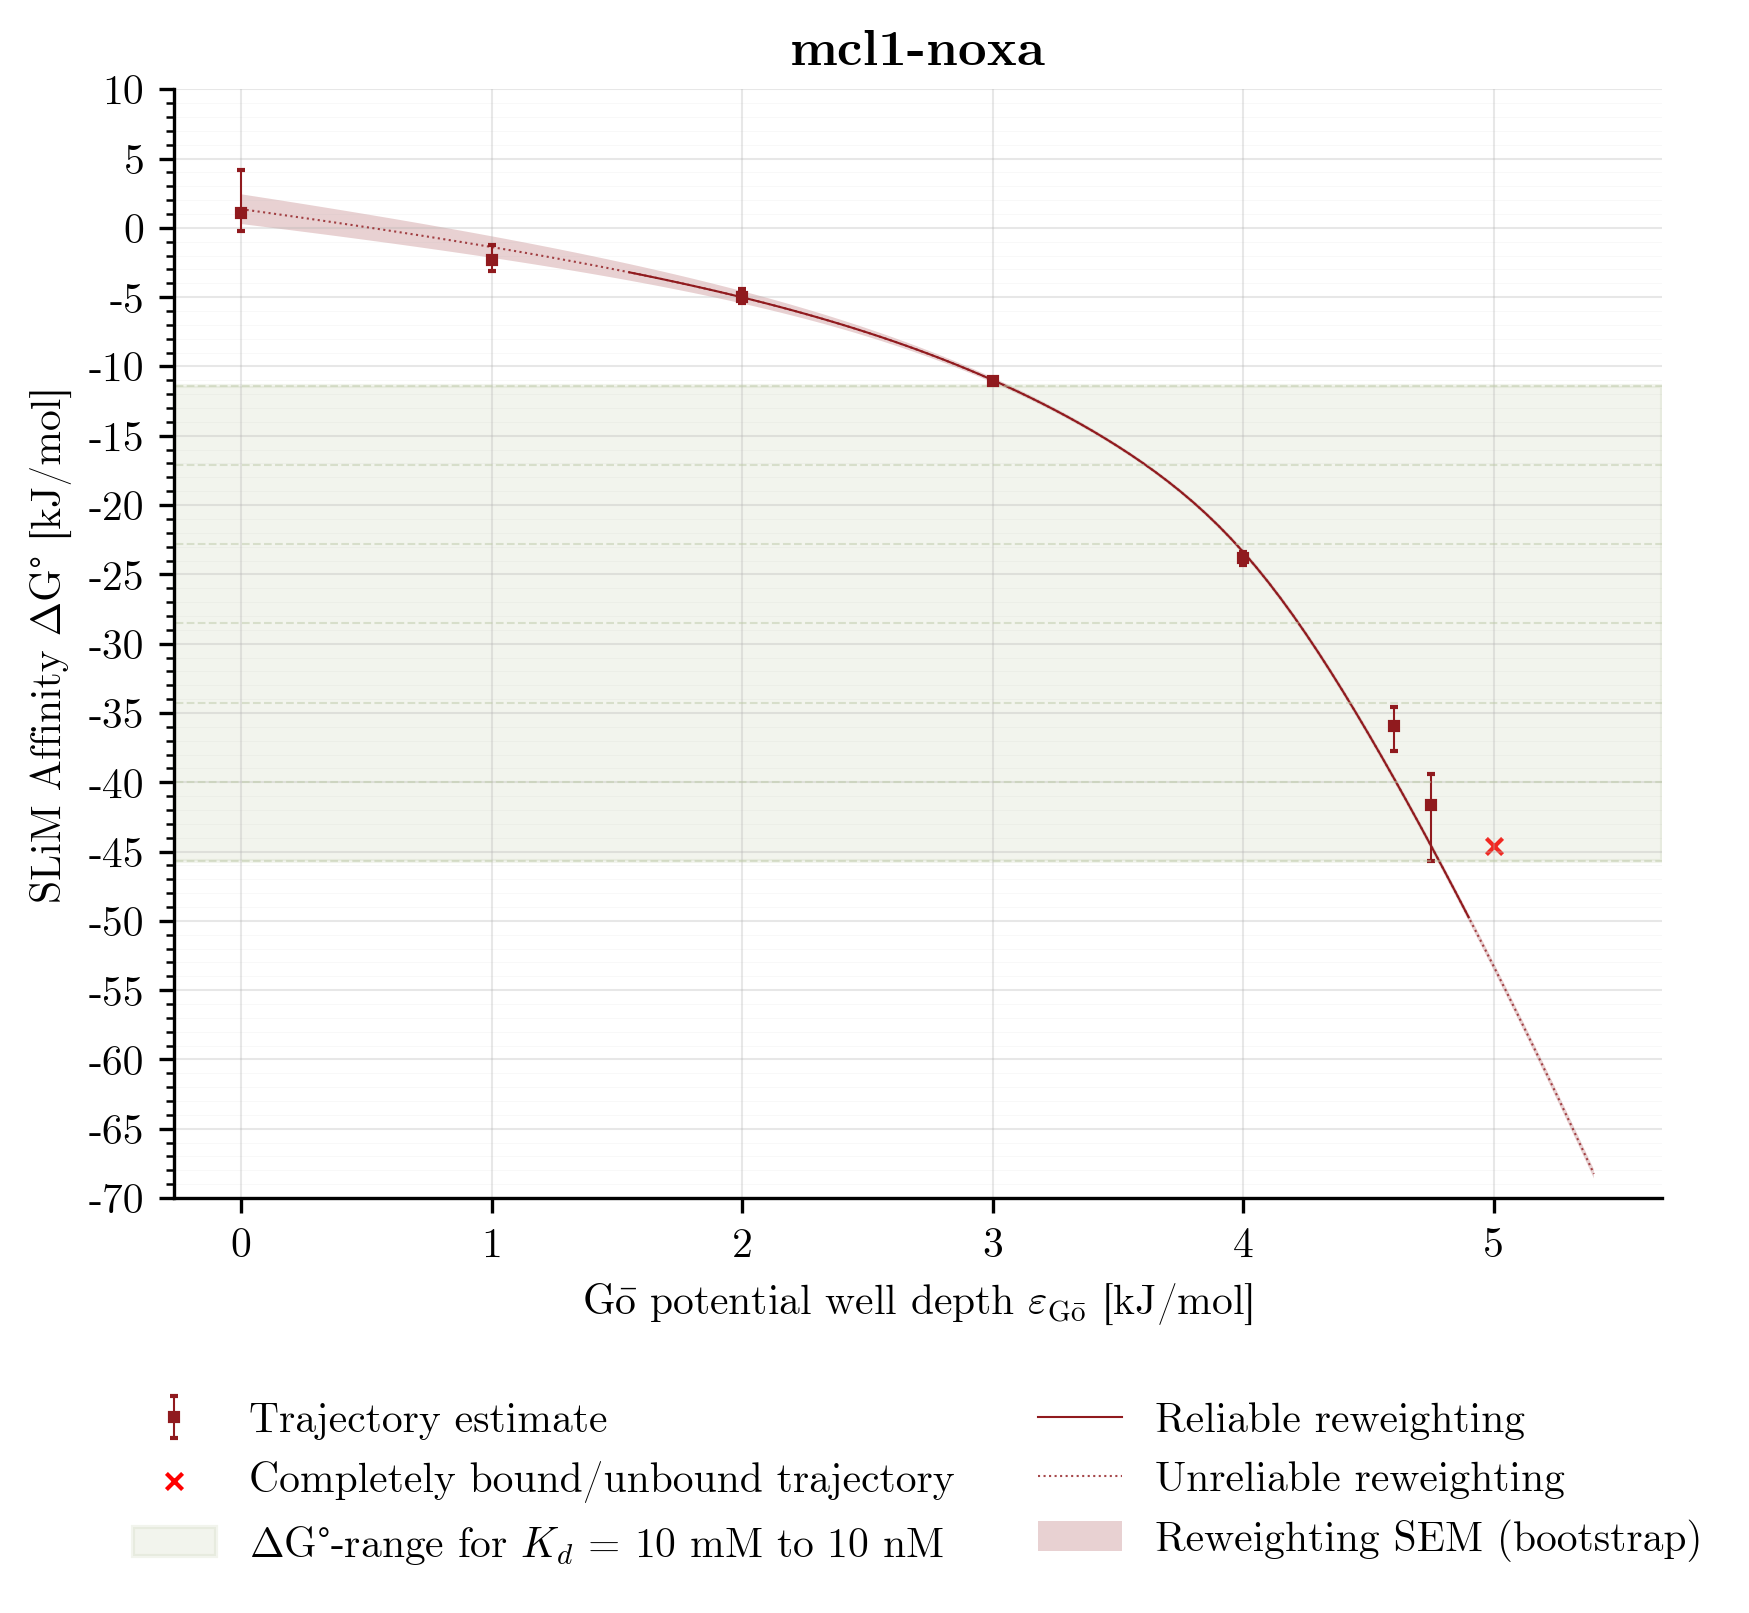 mcl1-noxa
SLiM Affinity ΔG° [kJ/mol]
10
5
0
-5
-10
-15
-20
-25
-30
-35
-40
-45
-50
-55
-60
-65
-70
0 1 2 3 4 5
Gō potential well depth εGō [kJ/mol]
Trajectory estimate
Completely bound/unbound trajectory
ΔG°-range for Kd = 10 mM to 10 nM
Reliable reweighting
Unreliable reweighting
Reweighting SEM (bootstrap)